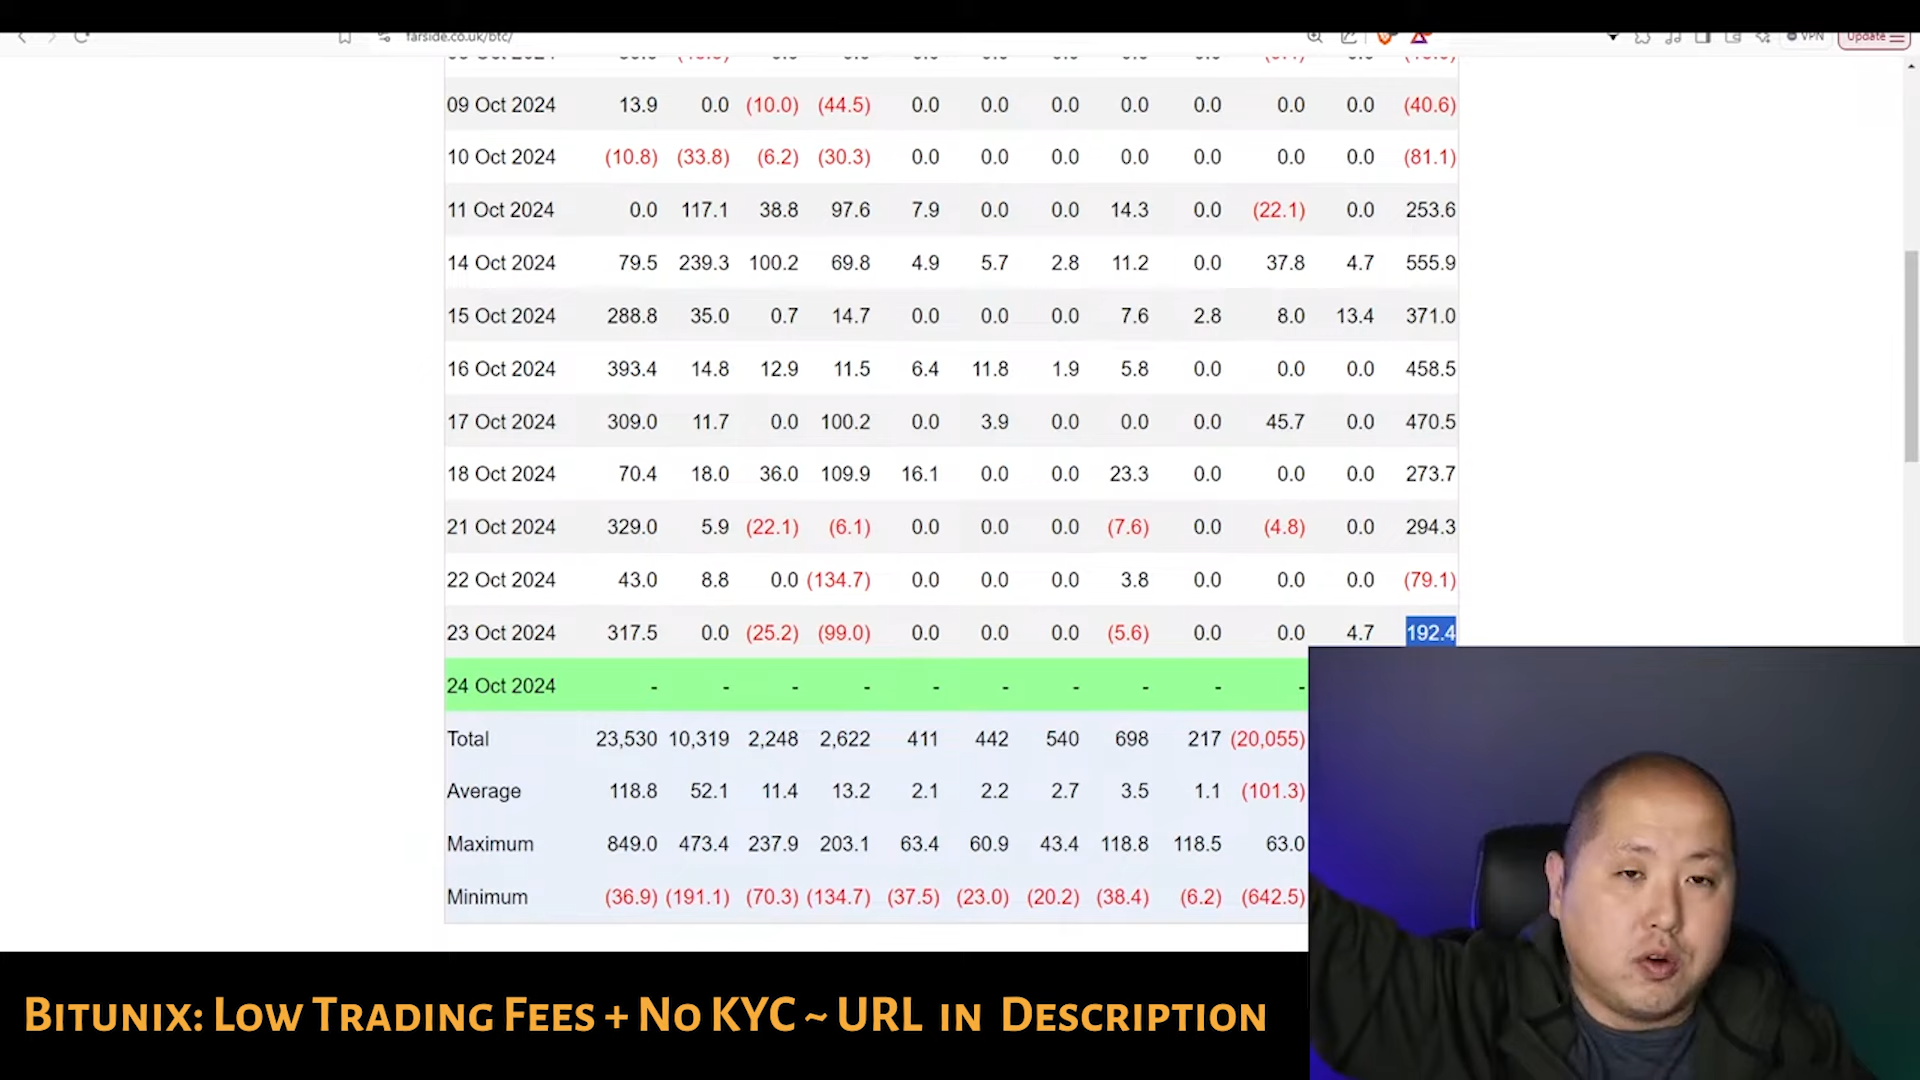 farside.co.uk/btc/
VPN
Update
09 Oct 2024 13.9 0.0 (10.0) (44.5) 0.0 0.0 0.0 0.0 0.0 0.0 0.0 (40.6)
10 Oct 2024 (10.8) (33.8) (6.2) (30.3) 0.0 0.0 0.0 0.0 0.0 0.0 0.0 (81.1)
11 Oct 2024 0.0 117.1 38.8 97.6 7.9 0.0 0.0 14.3 0.0 (22.1) 0.0 253.6
14 Oct 2024 79.5 239.3 100.2 69.8 4.9 5.7 2.8 11.2 0.0 37.8 4.7 555.9
15 Oct 2024 288.8 35.0 0.7 14.7 0.0 0.0 0.0 7.6 2.8 8.0 13.4 371.0
16 Oct 2024 393.4 14.8 12.9 11.5 6.4 11.8 1.9 5.8 0.0 0.0 0.0 458.5
17 Oct 2024 309.0 11.7 0.0 100.2 0.0 3.9 0.0 0.0 0.0 45.7 0.0 470.5
18 Oct 2024 70.4 18.0 36.0 109.9 16.1 0.0 0.0 23.3 0.0 0.0 0.0 273.7
21 Oct 2024 329.0 5.9 (22.1) (6.1) 0.0 0.0 0.0 (7.6) 0.0 (4.8) 0.0 294.3
22 Oct 2024 43.0 8.8 0.0 (134.7) 0.0 0.0 0.0 3.8 0.0 0.0 0.0 (79.1)
23 Oct 2024 317.5 0.0 (25.2) (99.0) 0.0 0.0 0.0 (5.6) 0.0 0.0 4.7 192.4
24 Oct 2024 - - - - - - - - - -
Total 23,530 10,319 2,248 2,622 411 442 540 698 217 (20,055)
Average 118.8 52.1 11.4 13.2 2.1 2.2 2.7 3.5 1.1 (101.3)
Maximum 849.0 473.4 237.9 203.1 63.4 60.9 43.4 118.8 118.5 63.0
Minimum (36.9) (191.1) (70.3) (134.7) (37.5) (23.0) (20.2) (38.4) (6.2) (642.5)
Bitunix: Low Trading Fees + No KYC ~ URL in Description